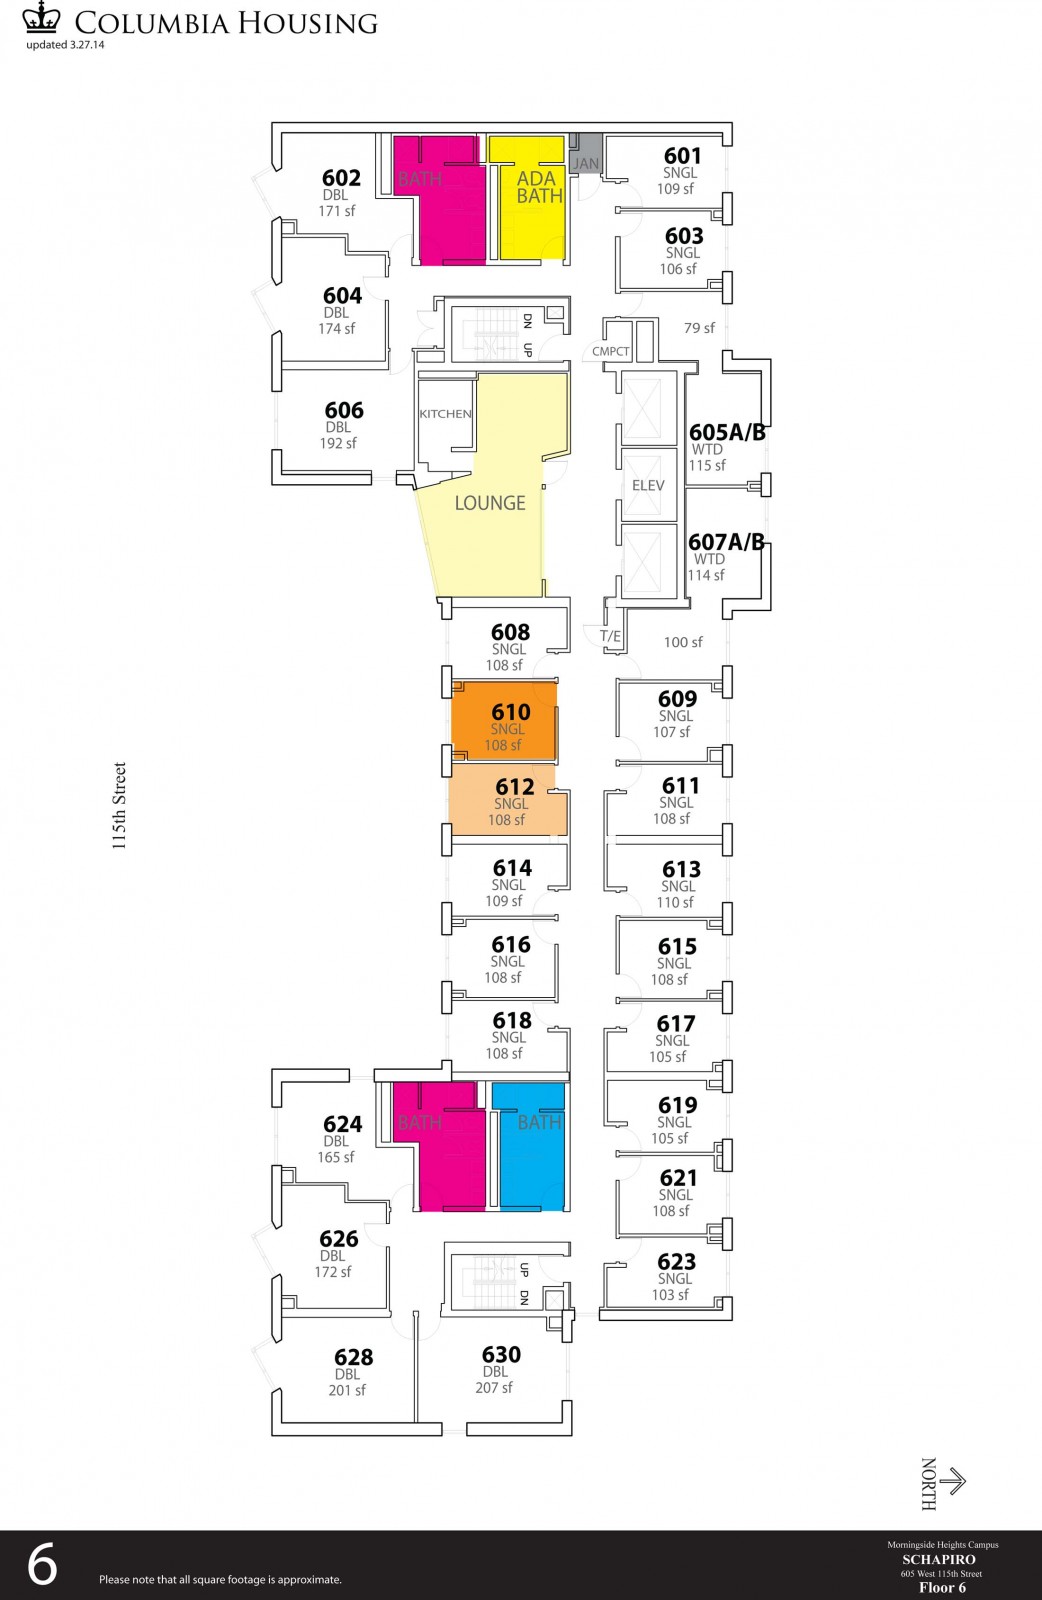 COLUMBIA HOUSING
updated 3.27.14
602
DBL
171 sf
BATH
ADA
BATH
JAN
601
SNGL
109 sf
603
SNGL
106 sf
604
DBL
174 sf
DN
UP
79 sf
CMPCT
606
DBL
192 sf
KITCHEN
605A/B
WTD
115 sf
LOUNGE
ELEV
607A/B
WTD
114 sf
608
SNGL
108 sf
T/E
100 sf
610
SNGL
108 sf
609
SNGL
107 sf
612
SNGL
108 sf
611
SNGL
108 sf
115th Street
614
SNGL
109 sf
613
SNGL
110 sf
616
SNGL
108 sf
615
SNGL
108 sf
618
SNGL
108 sf
617
SNGL
105 sf
624
DBL
165 sf
BATH
BATH
619
SNGL
105 sf
621
SNGL
108 sf
626
DBL
172 sf
UP
DN
623
SNGL
103 sf
628
DBL
201 sf
630
DBL
207 sf
NORTH
6
Please note that all square footage is approximate.
Morningside Heights Campus
SCHAPIRO
605 West 115th Street
Floor 6